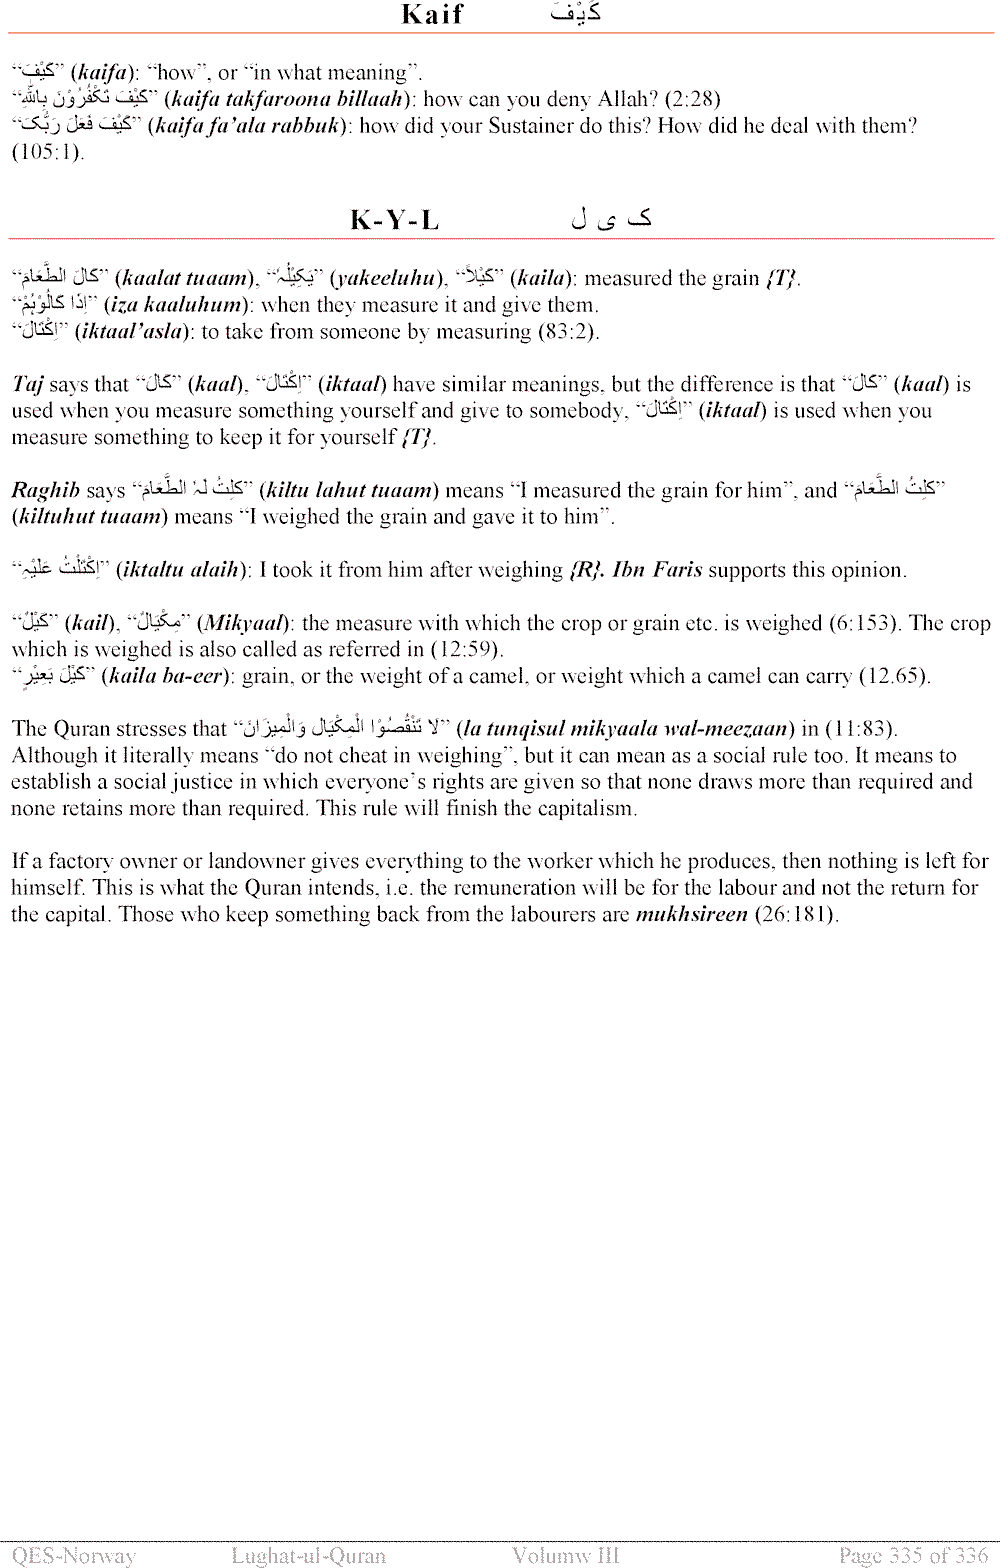 Kaif كَيْفَ
“كَيْفَ” (kaifa): “how”, or “in what meaning”.
“كَيْفَ تَكْفُرُوْنَ بِاللهِ” (kaifa takfaroona billaah): how can you deny Allah? (2:28)
“كَيْفَ فَعَلَ رَبُّكَ” (kaifa fa’ala rabbuk): how did your Sustainer do this? How did he deal with them?
(105:1).
K-Y-L ک ی ل
“كَالَ الطَّعَامَ” (kaalat tuaam), “يَكِيْلُہٗ” (yakeeluhu), “كَيْلاً” (kaila): measured the grain {T}.
“اِذَا كَالُوْہُمْ” (iza kaaluhum): when they measure it and give them.
“اِكْتَالَ” (iktaal’asla): to take from someone by measuring (83:2).
Taj says that “كَالَ” (kaal), “اِكْتَالَ” (iktaal) have similar meanings, but the difference is that “كَالَ” (kaal) is
used when you measure something yourself and give to somebody, “اِكْتَالَ” (iktaal) is used when you
measure something to keep it for yourself {T}.
Raghib says “كِلْتُ لَہُ الطَّعَامَ” (kiltu lahut tuaam) means “I measured the grain for him”, and “كِلْتُ الطَّعَامَ”
(kiltuhut tuaam) means “I weighed the grain and gave it to him”.
“اِكْتَلْتُ عَلَيْہِ” (iktaltu alaih): I took it from him after weighing {R}. Ibn Faris supports this opinion.
“كَيْلٌ” (kail), “مِكْيَالٌ” (Mikyaal): the measure with which the crop or grain etc. is weighed (6:153). The crop
which is weighed is also called as referred in (12:59).
“كَيْلَ بَعِيْرٍ” (kaila ba-eer): grain, or the weight of a camel, or weight which a camel can carry (12.65).
The Quran stresses that “لا تَنْقُصُوْا الْمِكْيَالَ وَالْمِيزَانَ” (la tunqisul mikyaala wal-meezaan) in (11:83).
Although it literally means “do not cheat in weighing”, but it can mean as a social rule too. It means to
establish a social justice in which everyone’s rights are given so that none draws more than required and
none retains more than required. This rule will finish the capitalism.
If a factory owner or landowner gives everything to the worker which he produces, then nothing is left for
himself. This is what the Quran intends, i.e. the remuneration will be for the labour and not the return for
the capital. Those who keep something back from the labourers are mukhsireen (26:181).
QES-Norway Lughat-ul-Quran Volumw III Page 335 of 336